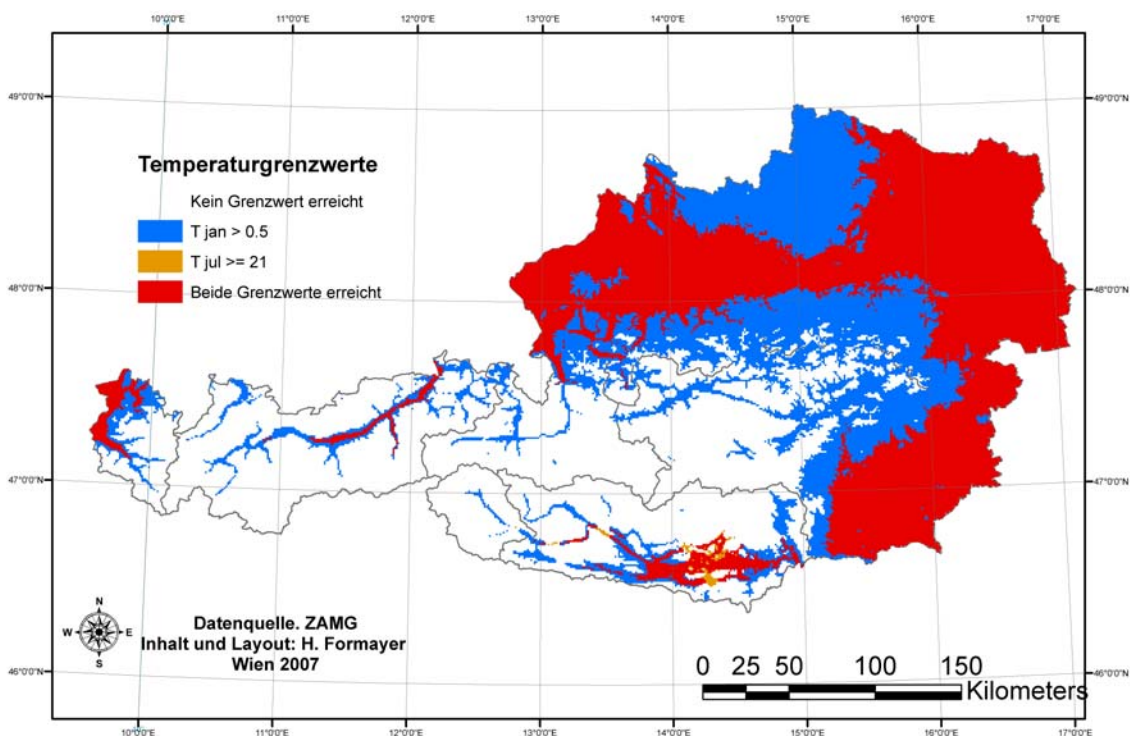 10°0'0"E 11°0'0"E 12°0'0"E 13°0'0"E 14°0'0"E 15°0'0"E 16°0'0"E 17°0'0"E
49°0'0"N 49°0'0"N
Temperaturgrenzwerte
Kein Grenzwert erreicht
T jan > 0.5
T jul >= 21
Beide Grenzwerte erreicht
48°0'0"N 48°0'0"N
47°0'0"N 47°0'0"N
N
W E
S
Datenquelle. ZAMG
Inhalt und Layout: H. Formayer
Wien 2007
46°0'0"N 46°0'0"N
0 25 50 100 150
Kilometers
10°0'0"E 11°0'0"E 12°0'0"E 13°0'0"E 14°0'0"E 15°0'0"E 16°0'0"E 17°0'0"E